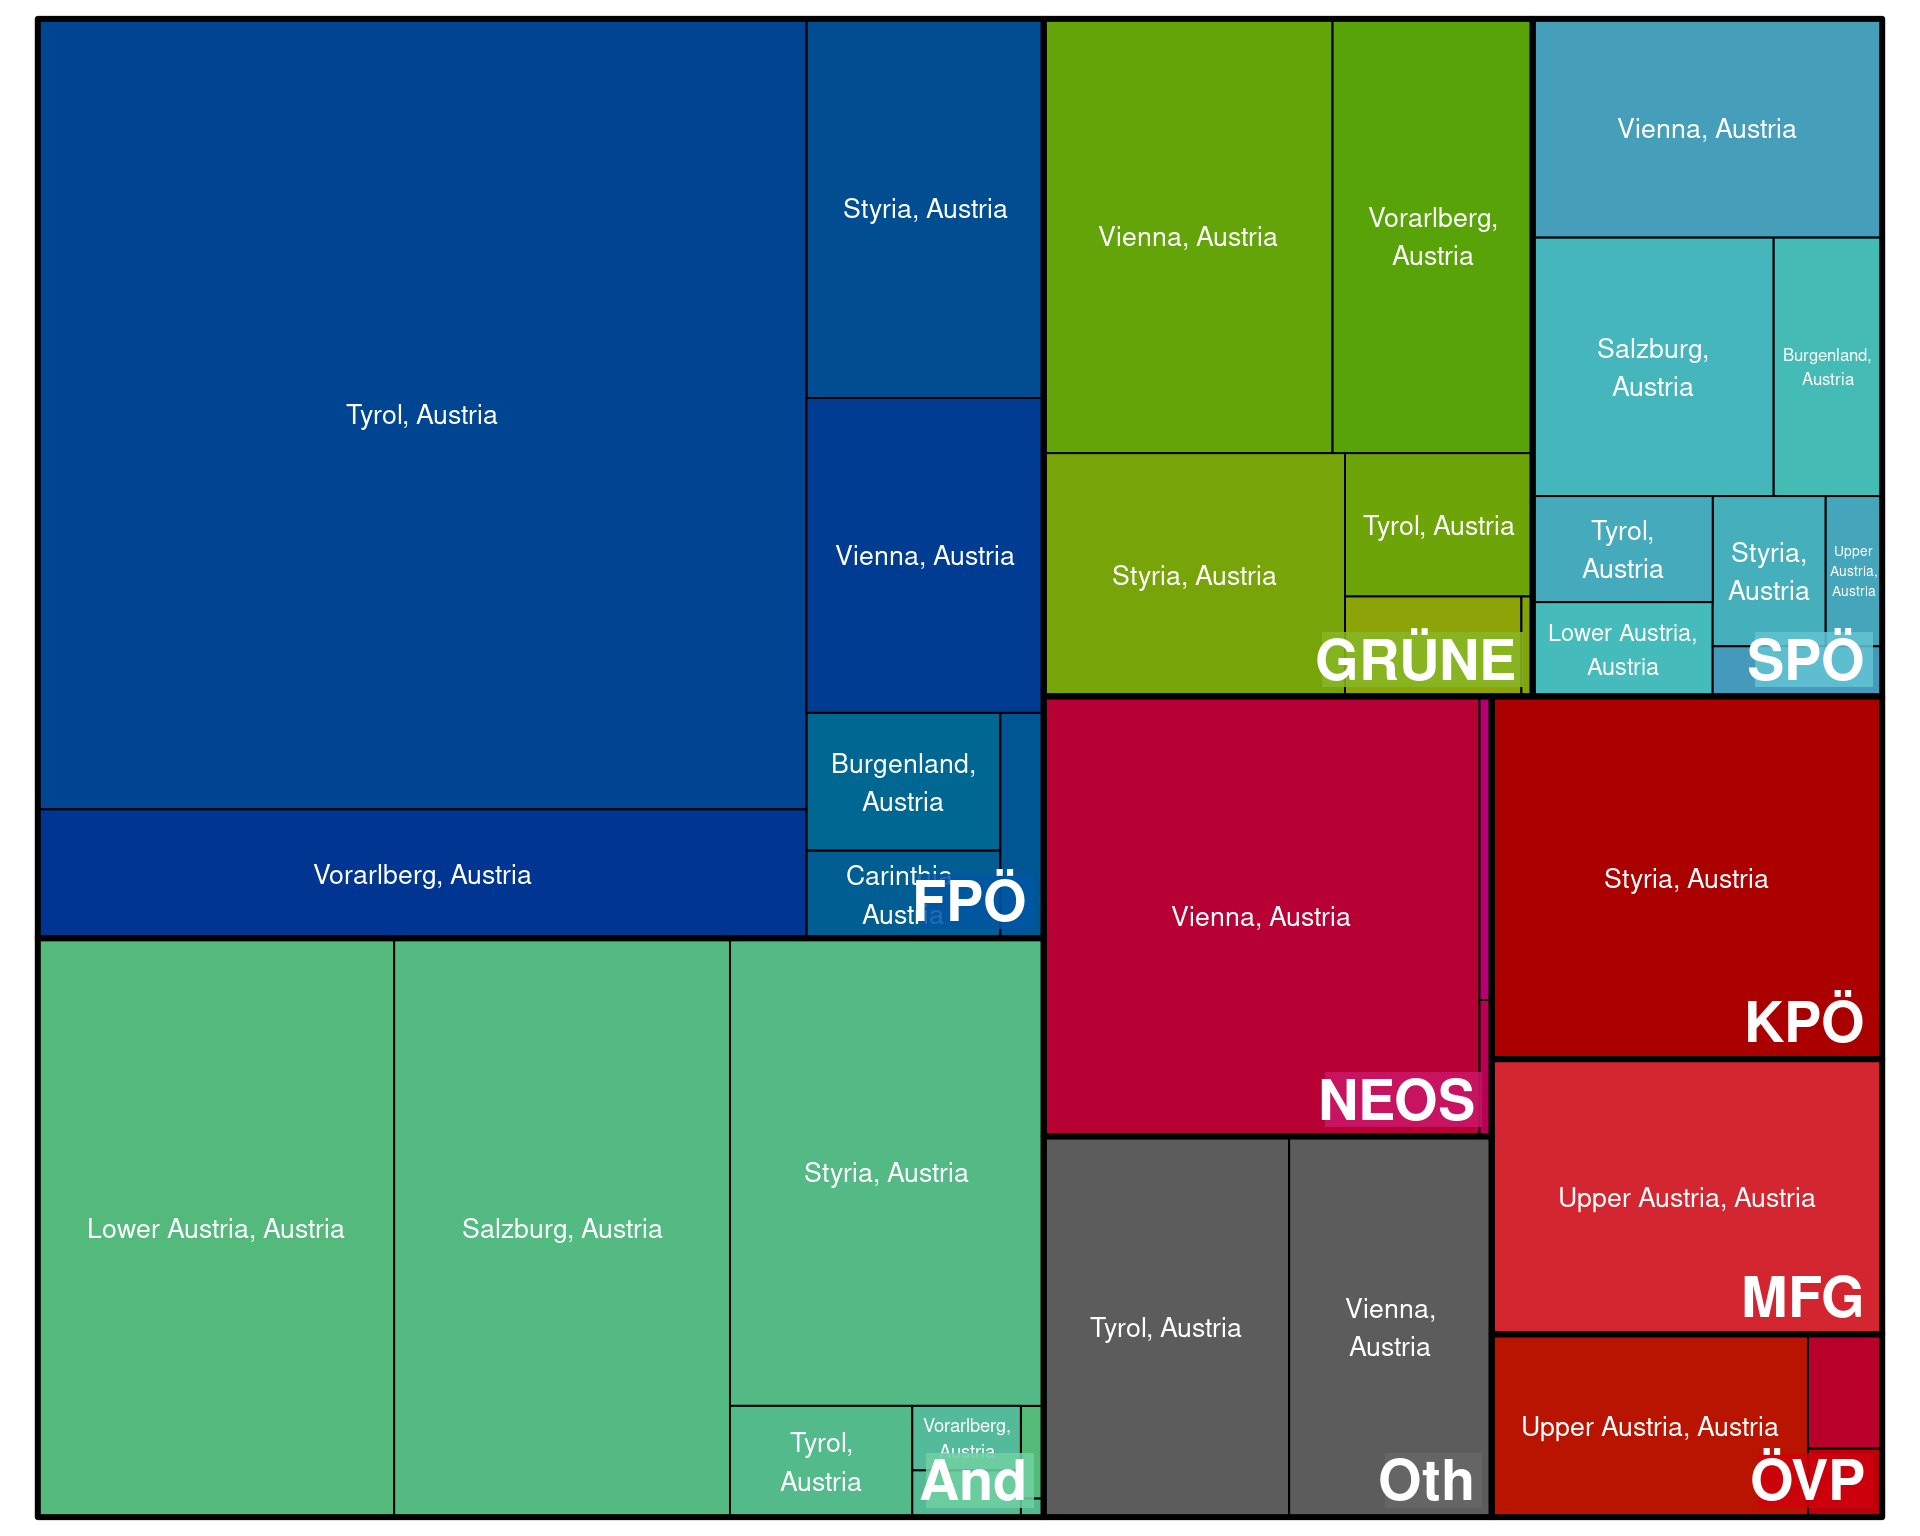 Tyrol, Austria
Styria, Austria
Vienna, Austria
Burgenland,
Austria
Carinthia,
Austria
Vorarlberg, Austria
FPÖ
Vienna, Austria
Vorarlberg,
Austria
Styria, Austria
Tyrol, Austria
GRÜNE
Vienna, Austria
Salzburg,
Austria
Burgenland,
Austria
Tyrol,
Austria
Styria,
Austria
Upper
Austria,
Austria
Lower Austria,
Austria
SPÖ
Lower Austria, Austria
Salzburg, Austria
Styria, Austria
Tyrol,
Austria
Vorarlberg,
Austria
And
Vienna, Austria
NEOS
Styria, Austria
KPÖ
Upper Austria, Austria
MFG
Tyrol, Austria
Vienna,
Austria
Oth
Upper Austria, Austria
ÖVP